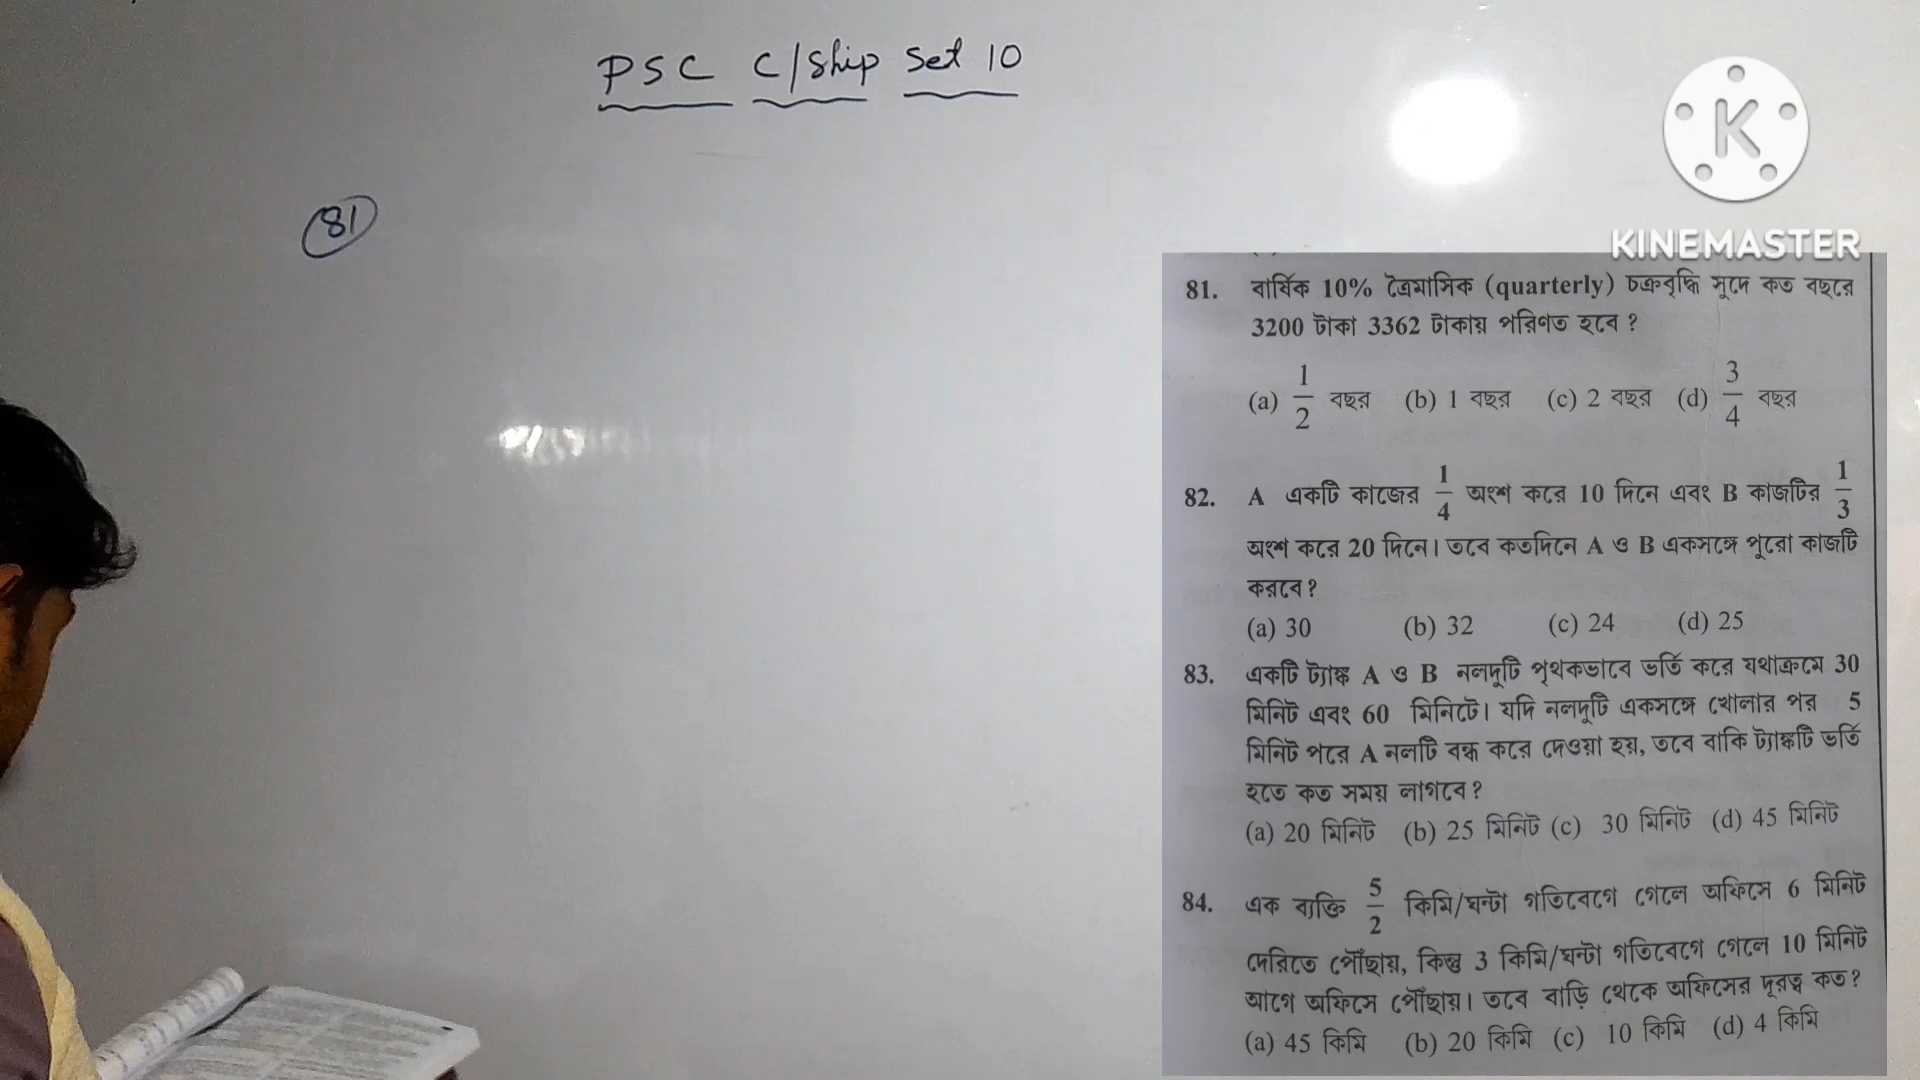 PSC C/Ship Set 10
81
KINEMASTER
81. বার্ষিক 10% ত্রৈমাসিক (quarterly) চক্রবৃদ্ধি সুদে কত বছরে
3200 টাকা 3362 টাকায় পরিণত হবে?
(a) 1/2 বছর (b) 1 বছর (c) 2 বছর (d) 3/4 বছর
82. A একটি কাজের 1/4 অংশ করে 10 দিনে এবং B কাজটির 1/3
অংশ করে 20 দিনে। তবে কতদিনে A ও B একসঙ্গে পুরো কাজটি
করবে?
(a) 30 (b) 32 (c) 24 (d) 25
83. একটি ট্যাঙ্ক A ও B নলদুটি পৃথকভাবে ভর্তি করে যথাক্রমে 30
মিনিট এবং 60 মিনিটে। যদি নলদুটি একসঙ্গে খোলার পর 5
মিনিট পরে A নলটি বন্ধ করে দেওয়া হয়, তবে বাকি ট্যাঙ্কটি ভর্তি
হতে কত সময় লাগবে?
(a) 20 মিনিট (b) 25 মিনিট (c) 30 মিনিট (d) 45 মিনিট
84. এক ব্যক্তি 5/2 কিমি/ঘন্টা গতিবেগে গেলে অফিসে 6 মিনিট
দেরিতে পৌঁছায়, কিন্তু 3 কিমি/ঘন্টা গতিবেগে গেলে 10 মিনিট
আগে অফিসে পৌঁছায়। তবে বাড়ি থেকে অফিসের দূরত্ব কত?
(a) 45 কিমি (b) 20 কিমি (c) 10 কিমি (d) 4 কিমি